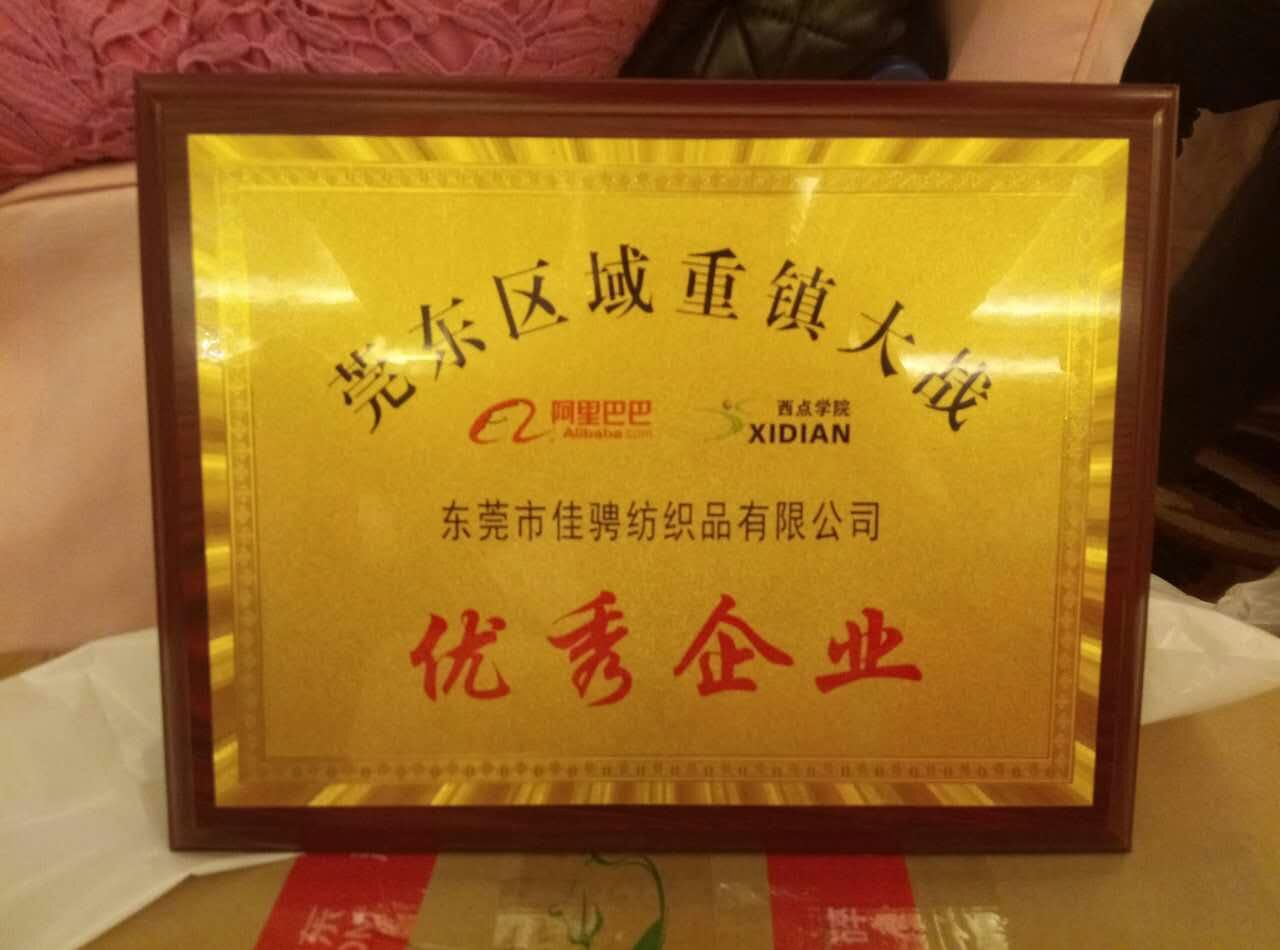 莞东区域重镇大战
阿里巴巴
Alibaba.com
西点学院
XIDIAN
东莞市佳骋纺织品有限公司
优秀企业
东